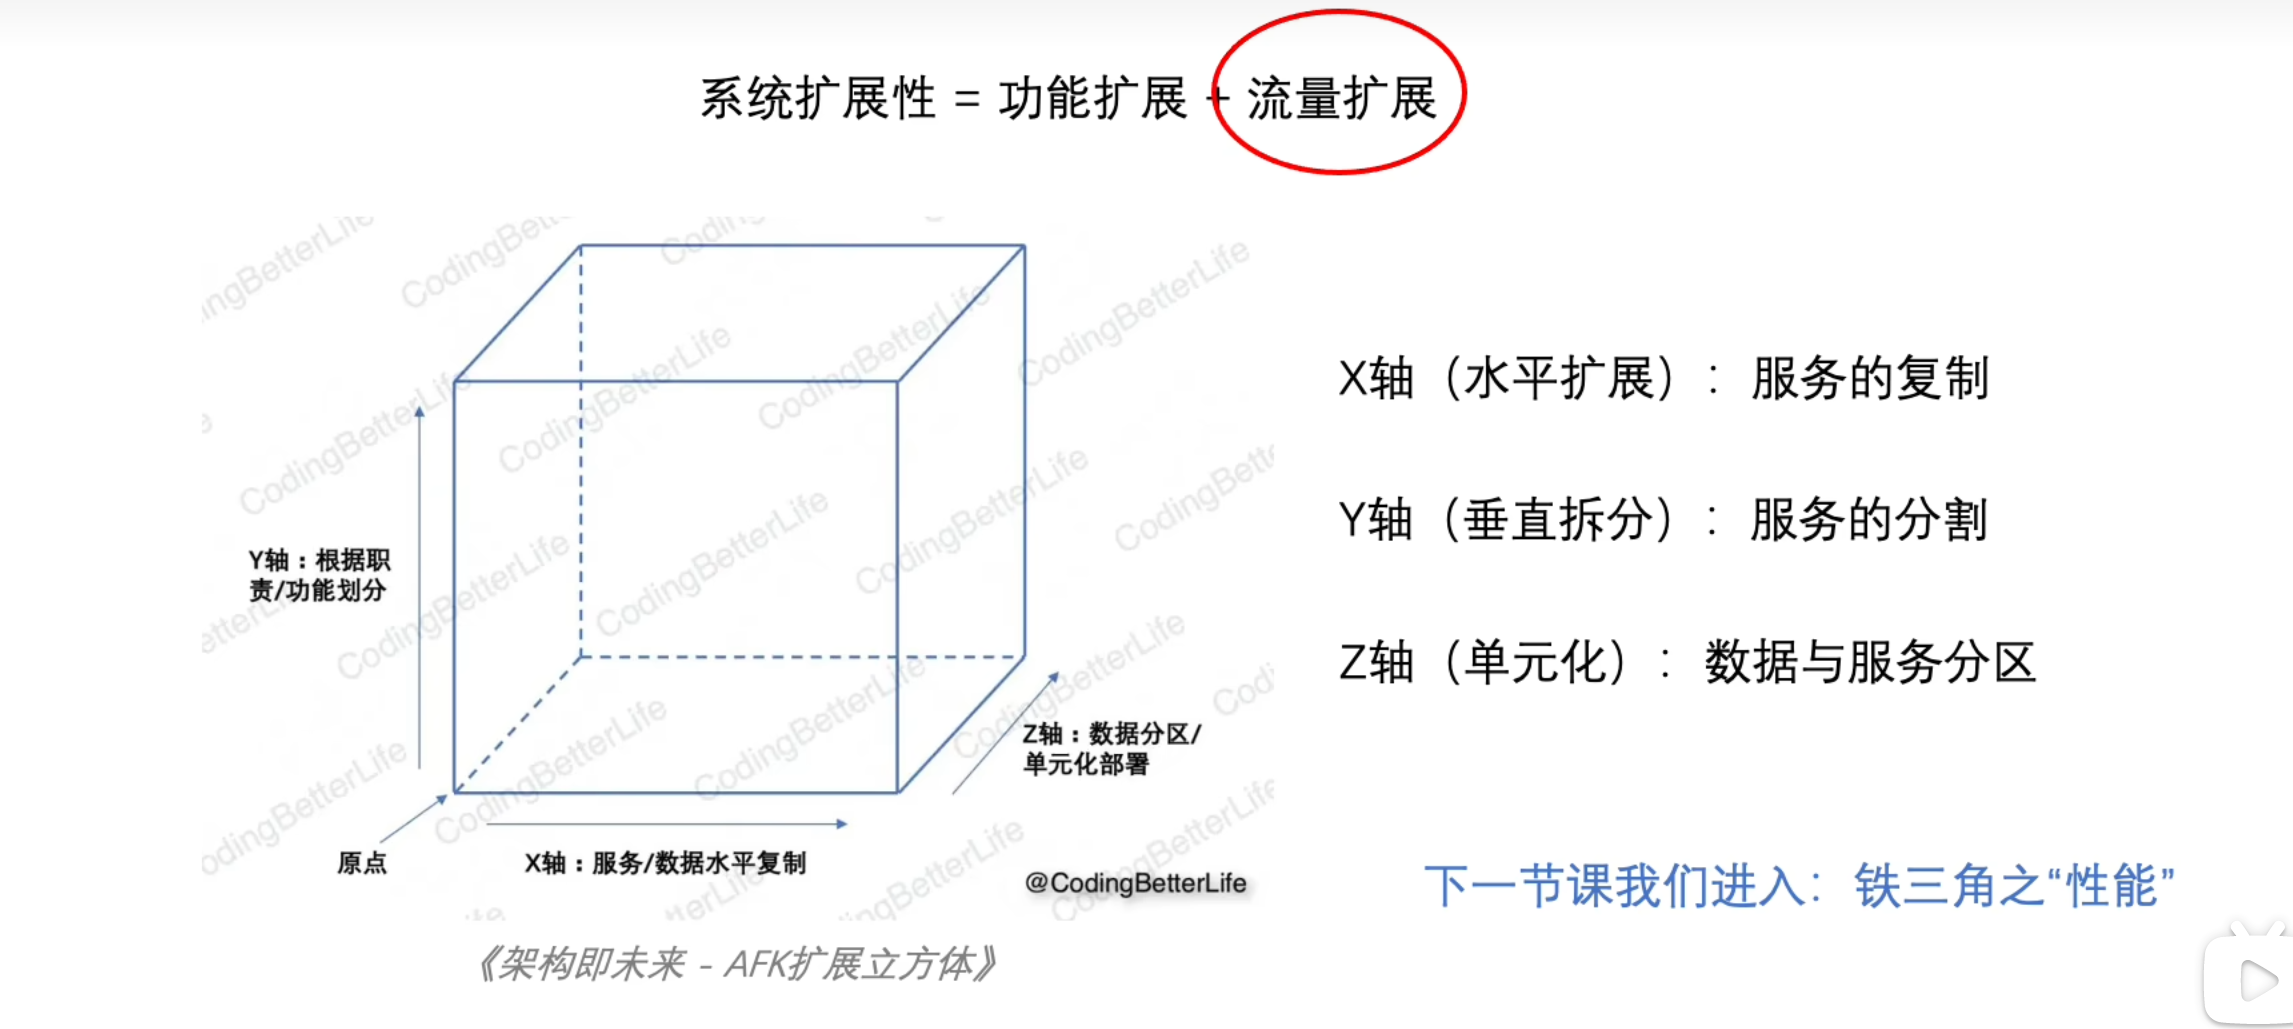 系统扩展性 = 功能扩展 + 流量扩展
X轴（水平扩展）：服务的复制
Y轴（垂直拆分）：服务的分割
Z轴（单元化）：数据与服务分区
Y轴：根据职
责/功能划分
Z轴：数据分区/
单元化部署
原点
X轴：服务/数据水平复制
@CodingBetterLife
《架构即未来 - AFK扩展立方体》
下一节课我们进入：铁三角之“性能”
CodingBetterLife